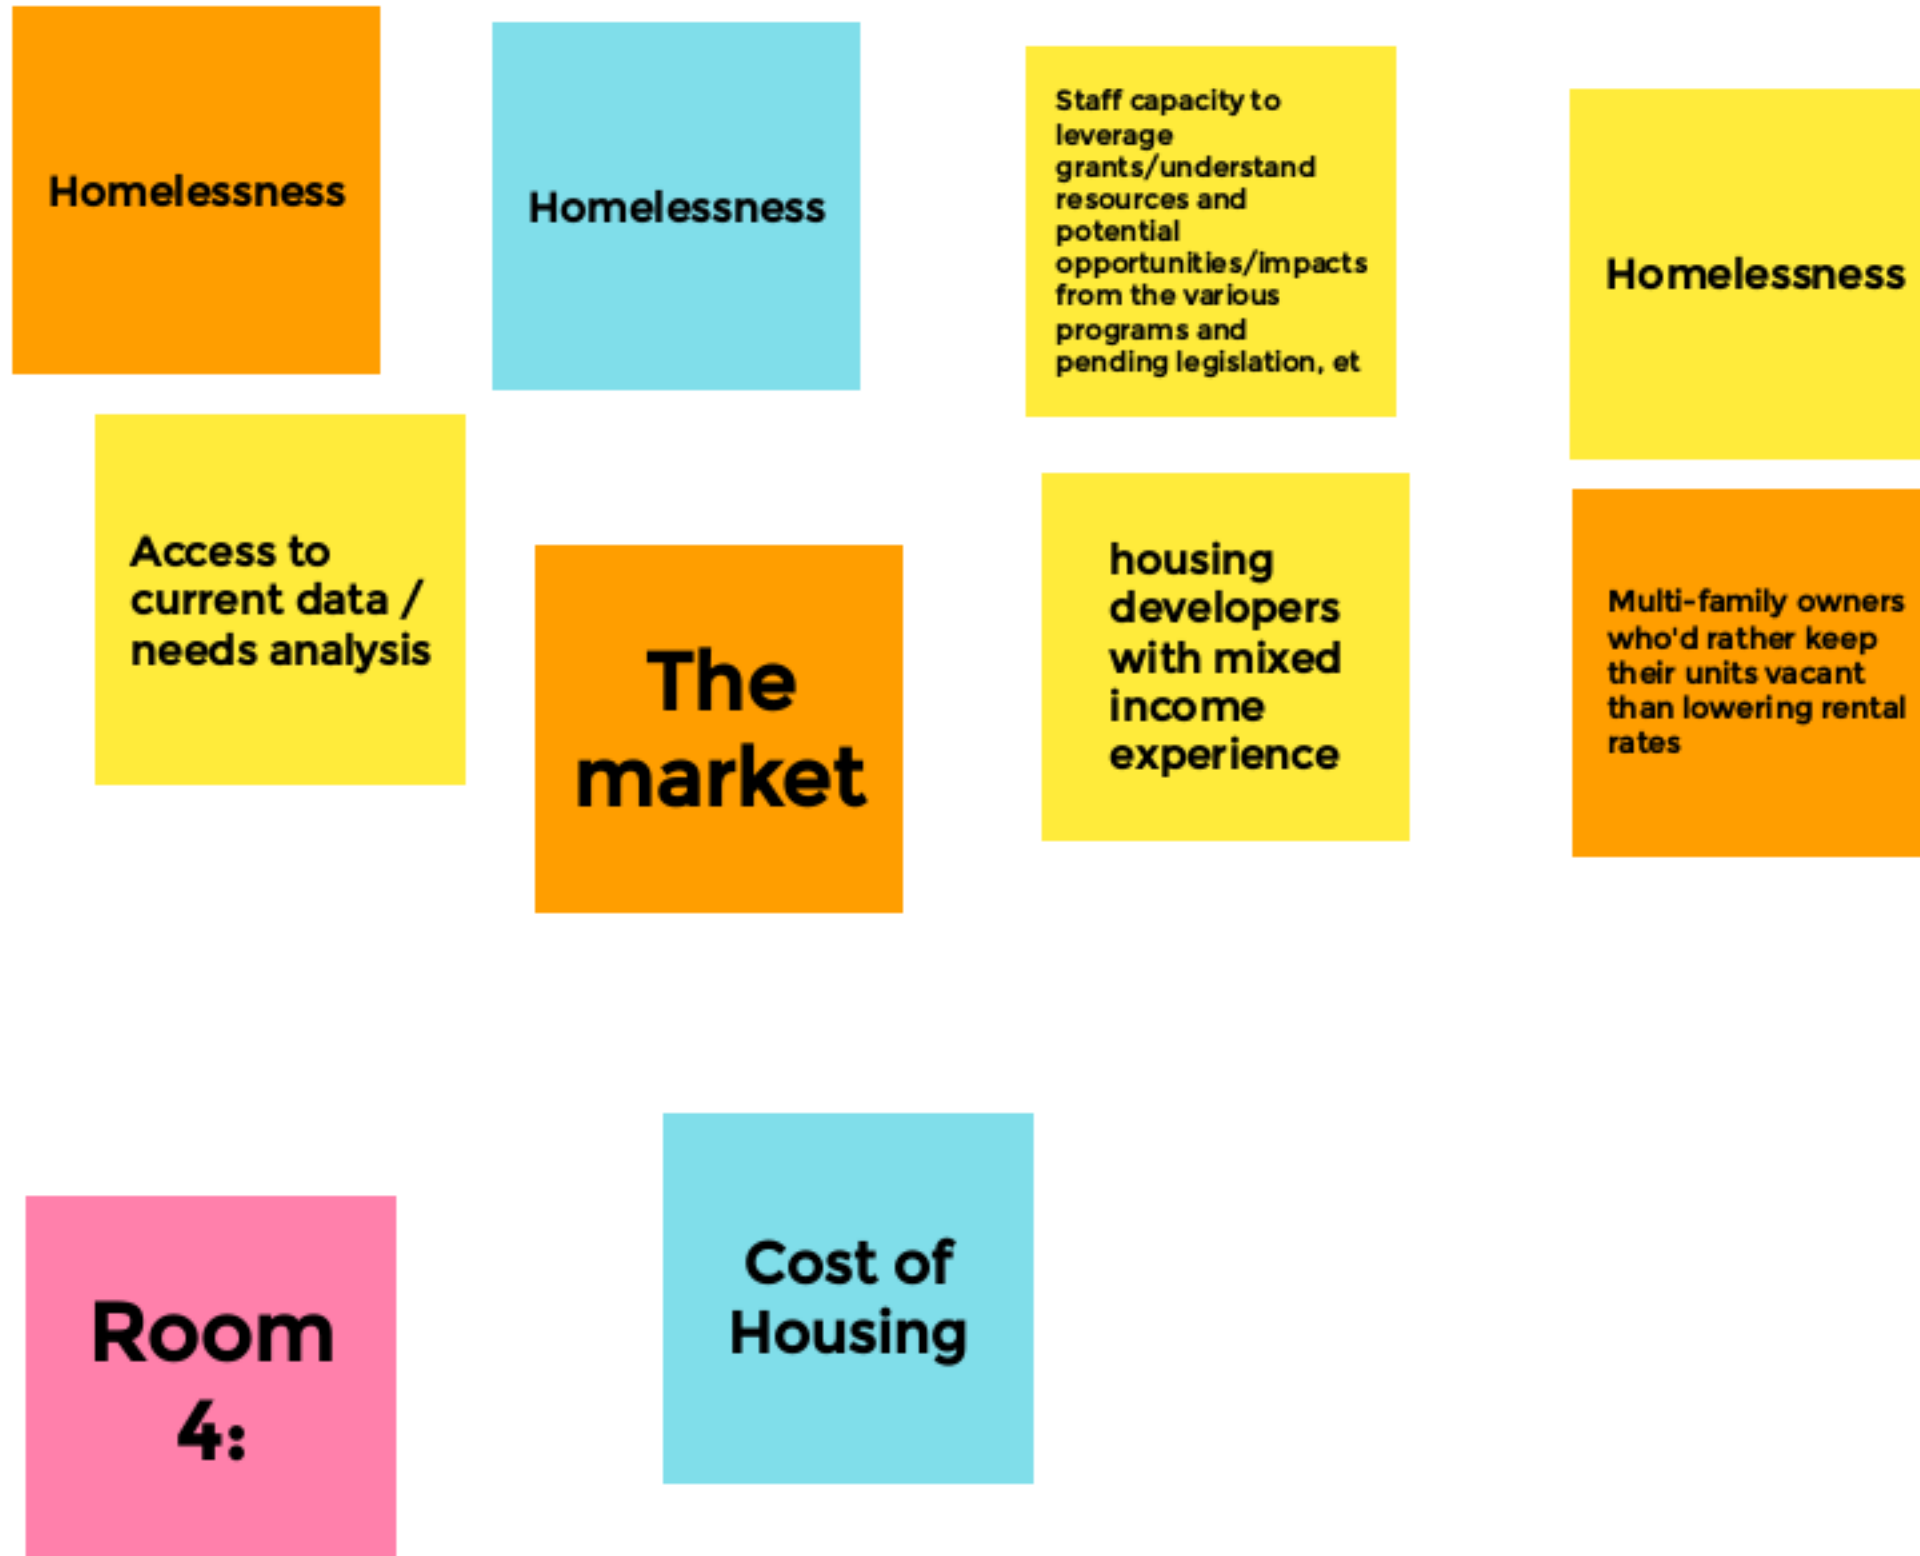 Homelessness
Homelessness
Staff capacity to
leverage
grants/understand
resources and
potential
opportunities/impacts
from the various
programs and
pending legislation, et
Homelessness
Access to
current data /
needs analysis
The
market
housing
developers
with mixed
income
experience
Multi-family owners
who'd rather keep
their units vacant
than lowering rental
rates
Room
4:
Cost of
Housing